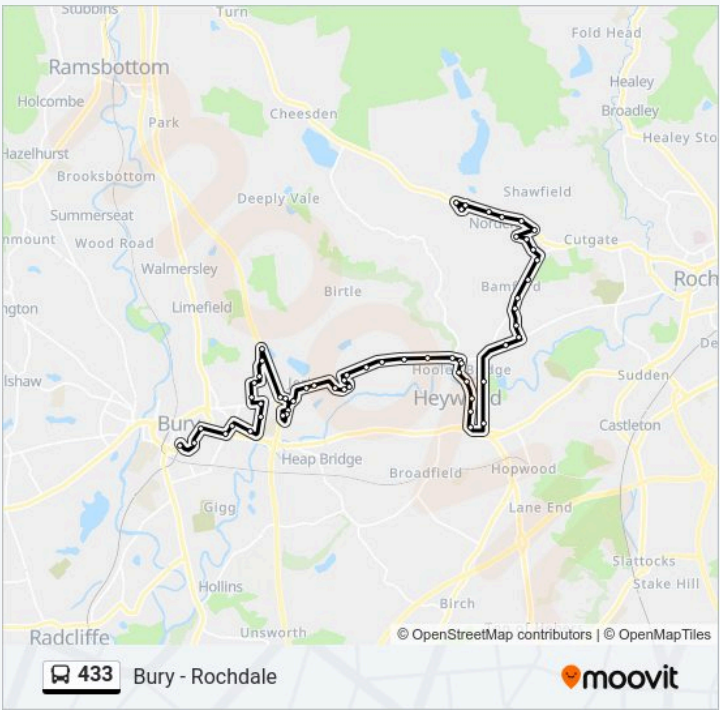 Stubbins
Turn
Fold Head
Ramsbottom
Healey
Holcombe
Cheesden
Broadley
Park
Healey Sto
Hazelhurst
Brooksbottom
Deeply Vale
Shawfield
Summerseat
Norden
nmount
Wood Road
Cutgate
Walmersley
Roch
Birtle
Bamford
Limefield
gton
De
Hooley Bridge
Sudden
lshaw
Heywood
Bury
Castleton
Heap Bridge
Broadfield
Hopwood
Gigg
Lane End
Slattocks
Hollins
Stake Hill
Birch
Unsworth
Radcliffe
© OpenStreetMap contributors | © OpenMapTiles
433 Bury - Rochdale
moovit